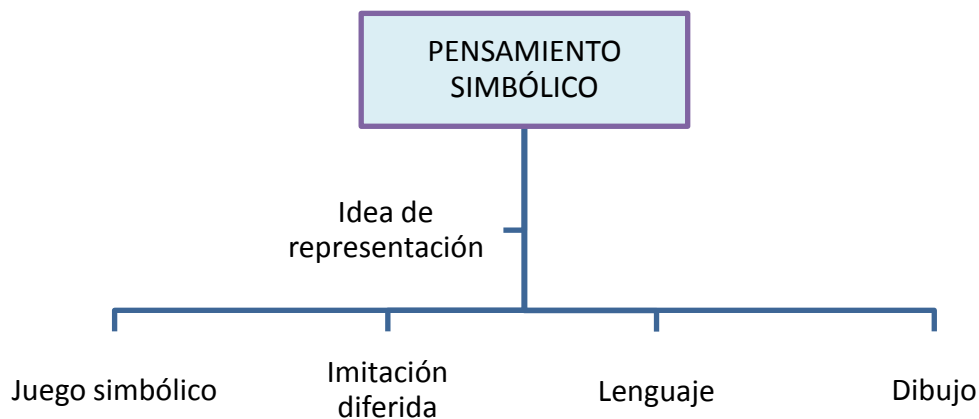 PENSAMIENTO
SIMBÓLICO
Idea de
representación
Juego simbólico
Imitación
diferida
Lenguaje
Dibujo